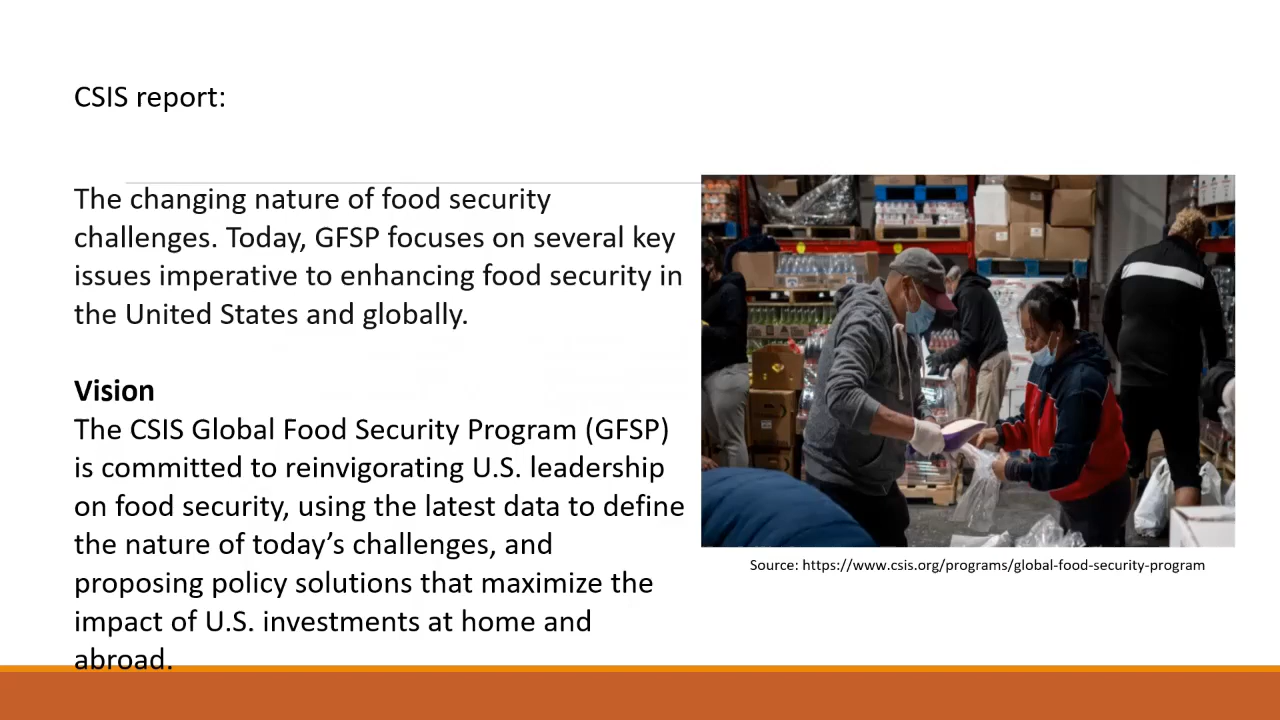 CSIS report:
The changing nature of food security
challenges. Today, GFSP focuses on several key
issues imperative to enhancing food security in
the United States and globally.
Vision
The CSIS Global Food Security Program (GFSP)
is committed to reinvigorating U.S. leadership
on food security, using the latest data to define
the nature of today’s challenges, and
proposing policy solutions that maximize the
impact of U.S. investments at home and
abroad.
Source: https://www.csis.org/programs/global-food-security-program